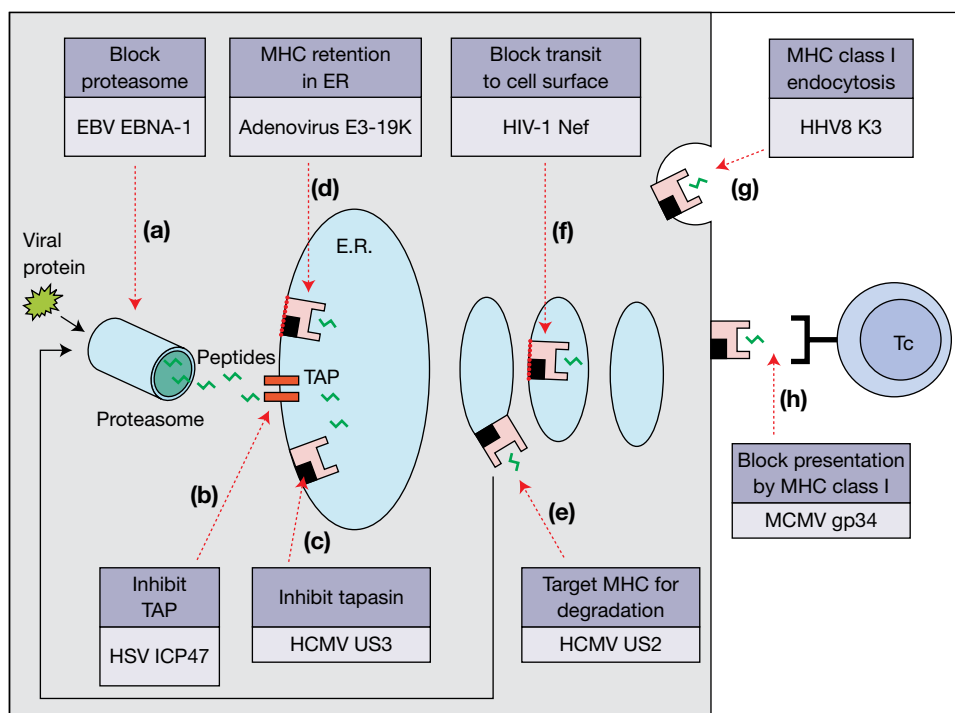 Block
proteasome
EBV EBNA-1
MHC retention
in ER
Adenovirus E3-19K
Block transit
to cell surface
HIV-1 Nef
MHC class I
endocytosis
HHV8 K3
(a)
(d)
(f)
(g)
Viral
protein
E.R.
Peptides
TAP
Proteasome
Tc
(b)
(c)
(e)
(h)
Inhibit
TAP
HSV ICP47
Inhibit tapasin
HCMV US3
Target MHC for
degradation
HCMV US2
Block presentation
by MHC class I
MCMV gp34